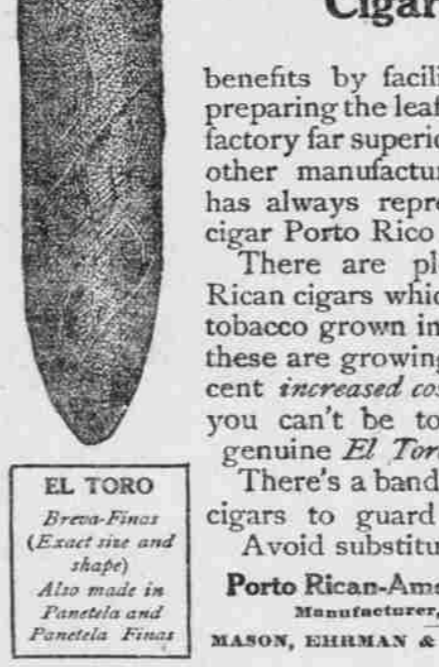 Cigar
benefits by facili
preparing the leaf
factory far superio
other manufactur
has always repre
cigar Porto Rico
There are pl
Rican cigars whic
tobacco grown in
these are growing
cent increased cos
you can't be to
genuine El Tor
There's a band
cigars to guard
Avoid substitu
Porto Rican-Ame
Manufacturer,
MASON, EHRMAN &
EL TORO
Breva-Finas
(Exact size and
shape)
Also made in
Panetela and
Panetela Finas